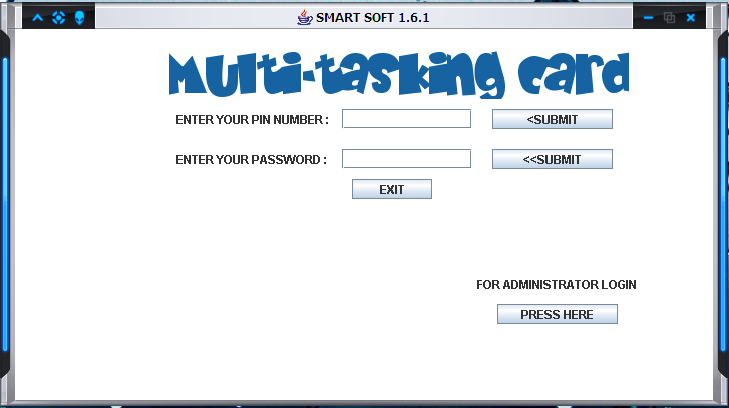 SMART SOFT 1.6.1
Multi-tasking card
ENTER YOUR PIN NUMBER : <SUBMIT
ENTER YOUR PASSWORD : <<SUBMIT
EXIT
FOR ADMINISTRATOR LOGIN
PRESS HERE